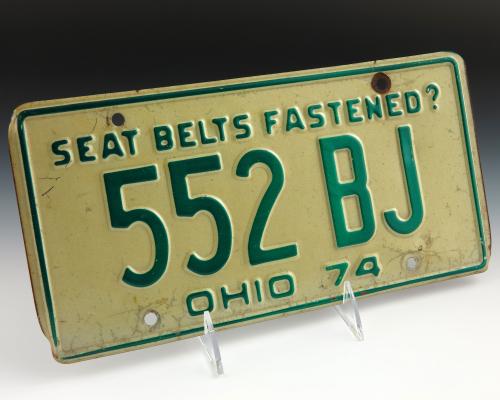 SEAT BELTS FASTENED?
552 BJ
OHIO 74